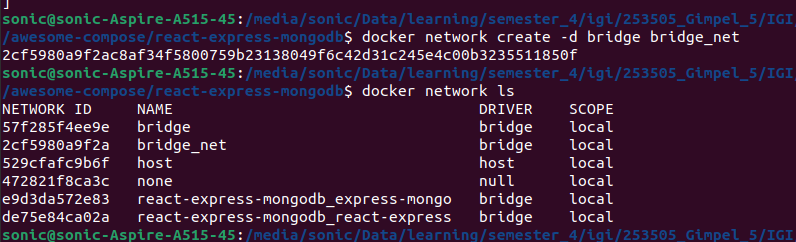 ]
sonic@sonic-Aspire-A515-45:/media/sonic/Data/learning/semester_4/igi/253505_Gimpel_5/IGI/
/awesome-compose/react-express-mongodb$ docker network create -d bridge bridge_net
2cf5980a9f2ac8af34f5800759b23138049f6c42d31c245e4c00b3235511850f
sonic@sonic-Aspire-A515-45:/media/sonic/Data/learning/semester_4/igi/253505_Gimpel_5/IGI/
/awesome-compose/react-express-mongodb$ docker network ls
NETWORK ID NAME DRIVER SCOPE
57f285f4ee9e bridge bridge local
2cf5980a9f2a bridge_net bridge local
529cfafc9b6f host host local
472821f8ca3c none null local
e9d3da572e83 react-express-mongodb_express-mongo bridge local
de75e84ca02a react-express-mongodb_react-express bridge local
sonic@sonic-Aspire-A515-45:/media/sonic/Data/learning/semester_4/igi/253505_Gimpel_5/IGI/